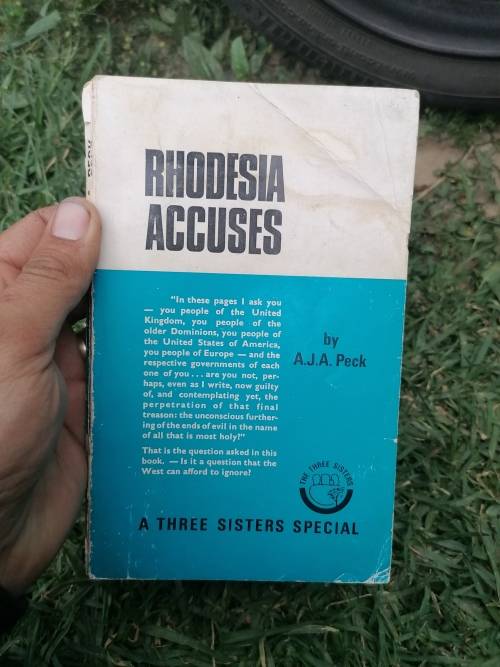 RHODESIA
ACCUSES
"In these pages I ask you
— you people of the United
Kingdom, you people of the
older Dominions, you people of
the United States of America,
you people of Europe — and the
respective governments of each
one of you . . . are you not, per-
haps, even as I write, now guilty
of, and contemplating yet, the
perpetration of that final
treason: the unconscious further-
ing of the ends of evil in the name
of all that is most holy?"
That is the question asked in this
book. — Is it a question that the
West can afford to ignore?
by
A.J.A. Peck
THE THREE SISTERS
A THREE SISTERS SPECIAL